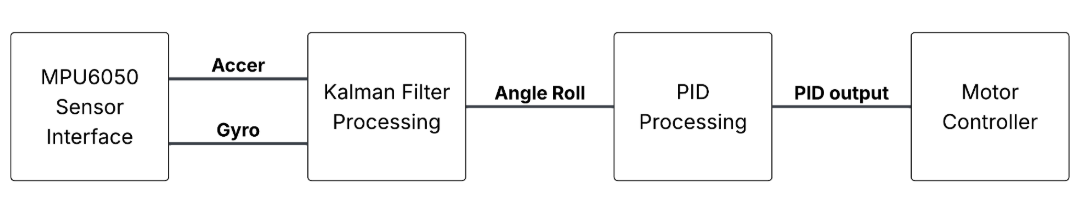 MPU6050
Sensor
Interface
Accer
Gyro
Kalman Filter
Processing
Angle Roll
PID
Processing
PID output
Motor
Controller